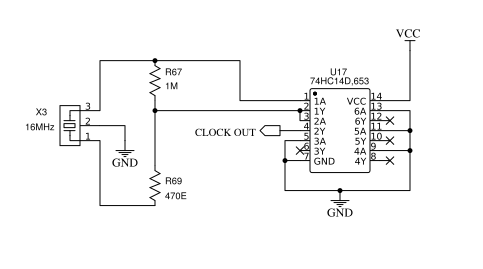 VCC
R67
1M
U17
74HC14D,653
X3
16MHz
3
2
1
GND
CLOCK OUT
R69
470E
1 1A VCC 14
2 1Y 6A 13
3 2A 6Y 12
4 2Y 5A 11
5 3A 5Y 10
6 3Y 4A 9
7 GND 4Y 8
GND